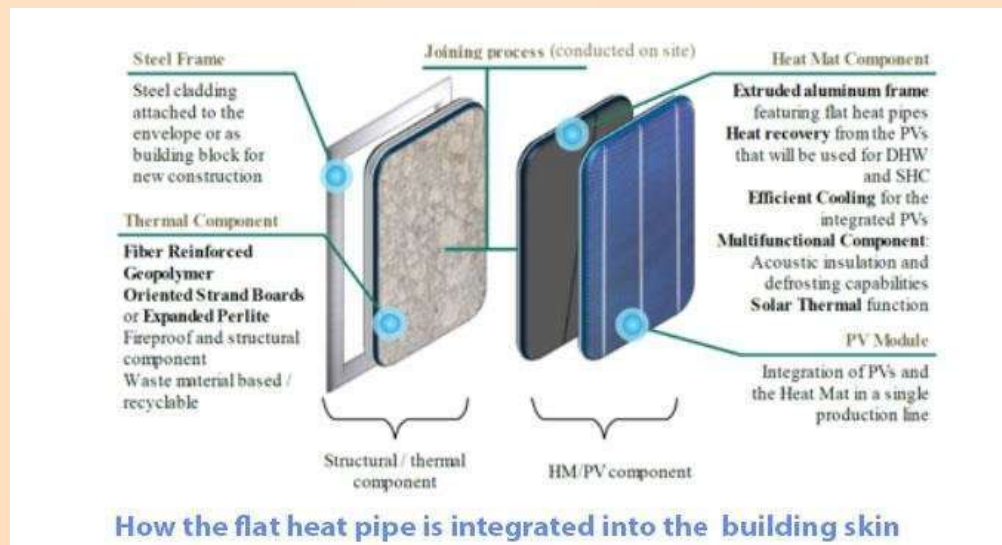 Steel Frame
Steel cladding
attached to the
envelope or as
building block for
new construction
Thermal Component
Fiber Reinforced
Geopolymer
Oriented Strand Boards
or Expanded Perlite
Fireproof and structural
component
Waste material based /
recyclable
Joining process (conducted on site)
Heat Mat Component
Extruded aluminum frame
featuring flat heat pipes
Heat recovery from the PVs
that will be used for DHW
and SHC
Efficient Cooling for the
integrated PVs
Multifunctional Component:
Acoustic insulation and
defrosting capabilities
Solar Thermal function
PV Module
Integration of PVs and
the Heat Mat in a single
production line
Structural / thermal
component
HM/PV component
How the flat heat pipe is integrated into the building skin